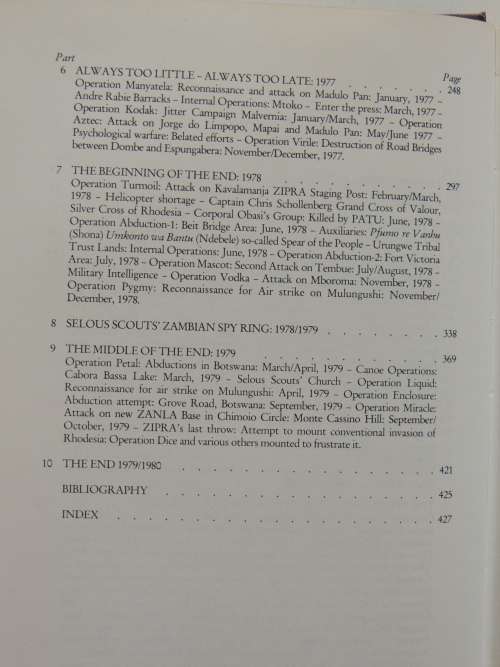 Part Page
6 ALWAYS TOO LITTLE – ALWAYS TOO LATE: 1977 . . . . . . . 248
Operation Manyatela: Reconnaissance and attack on Madulo Pan: January, 1977 –
Andre Rabie Barracks – Internal Operations: Mtoko – Enter the press: March, 1977 –
Operation Kodak: Jitter Campaign Malvernia: January/March, 1977 – Operation
Aztec: Attack on Jorge do Limpopo, Mapai and Madulo Pan: May/June 1977 –
Psychological warfare: Belated efforts – Operation Virile: Destruction of Road Bridges
between Dombe and Espungabera: November/December, 1977.
7 THE BEGINNING OF THE END: 1978 . . . . . . . . . . 297
Operation Turmoil: Attack on Kavalamanja ZIPRA Staging Post: February/March,
1978 – Helicopter shortage – Captain Chris Schollenberg Grand Cross of Valour,
Silver Cross of Rhodesia – Corporal Obasi's Group: Killed by PATU: June, 1978 –
Operation Abduction-1: Beit Bridge Area: June, 1978 – Auxiliaries: Pfumo re Vanhu
(Shona) Umkonto wa Bantu (Ndebele) so-called Spear of the People – Urungwe Tribal
Trust Lands: Internal Operations: June, 1978 – Operation Abduction-2: Fort Victoria
Area: July, 1978 – Operation Mascot: Second Attack on Tembue: July/August, 1978 –
Military Intelligence – Operation Vodka – Attack on Mboroma: November, 1978 –
Operation Pygmy: Reconnaissance for Air strike on Mulungushi: November/
December, 1978.
8 SELOUS SCOUTS' ZAMBIAN SPY RING: 1978/1979 . . . . . . . . 338
9 THE MIDDLE OF THE END: 1979 . . . . . . . . . . . 369
Operation Petal: Abductions in Botswana: March/April, 1979 – Canoe Operations:
Cabora Bassa Lake: March, 1979 – Selous Scouts' Church – Operation Liquid:
Reconnaissance for air strike on Mulungushi: April, 1979 – Operation Enclosure:
Abduction attempt: Grove Road, Botswana: September, 1979 – Operation Miracle:
Attack on new ZANLA Base in Chimoio Circle: Monte Cassino Hill: September/
October, 1979 – ZIPRA's last throw: Attempt to mount conventional invasion of
Rhodesia: Operation Dice and various others mounted to frustrate it.
10 THE END 1979/1980 . . . . . . . . . . . . . . . . 421
BIBLIOGRAPHY . . . . . . . . . . . . . . . . . 425
INDEX . . . . . . . . . . . . . . . . . . . 427